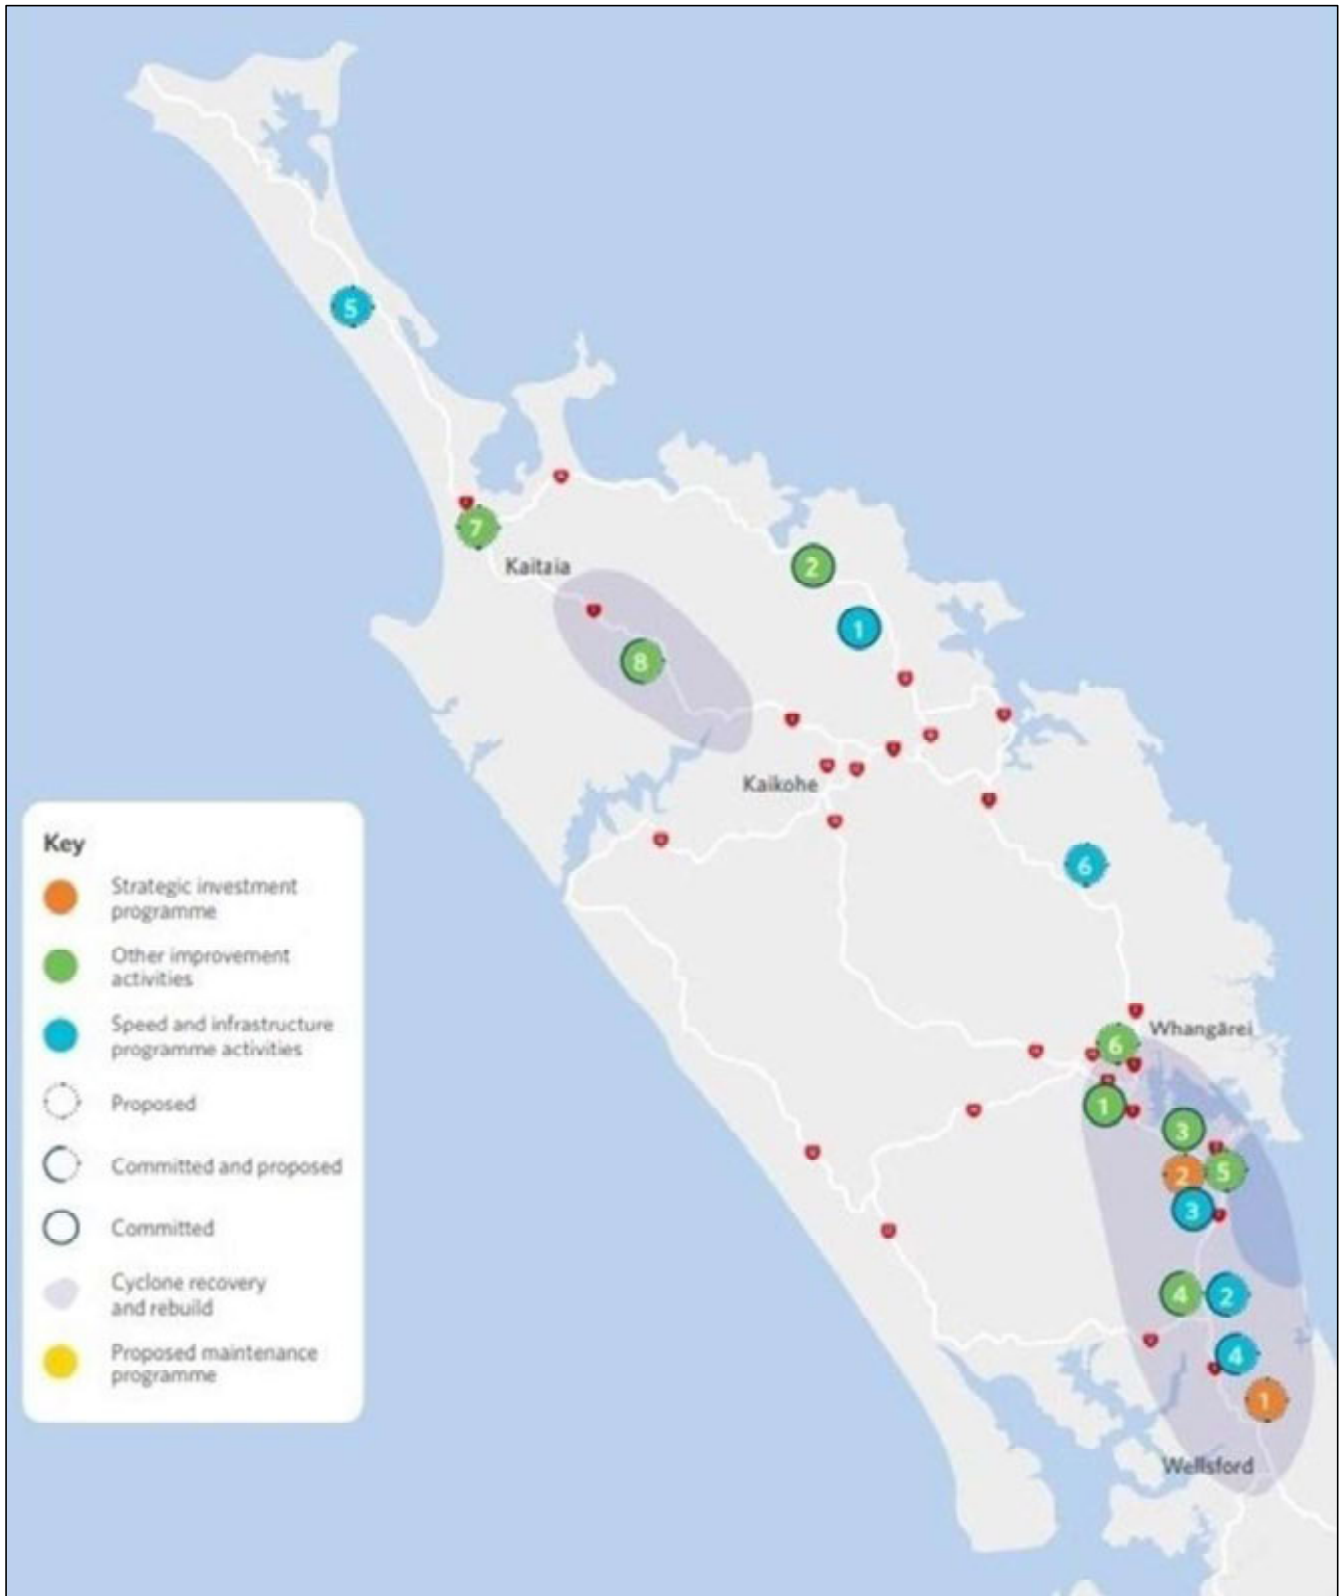 5
7
Kaitaia
2
1
8
Kaikohe
6
Whangārei
6
1
3
2
5
3
4
2
4
1
Wellsford
Key
Strategic investment
programme
Other improvement
activities
Speed and infrastructure
programme activities
Proposed
Committed and proposed
Committed
Cyclone recovery
and rebuild
Proposed maintenance
programme